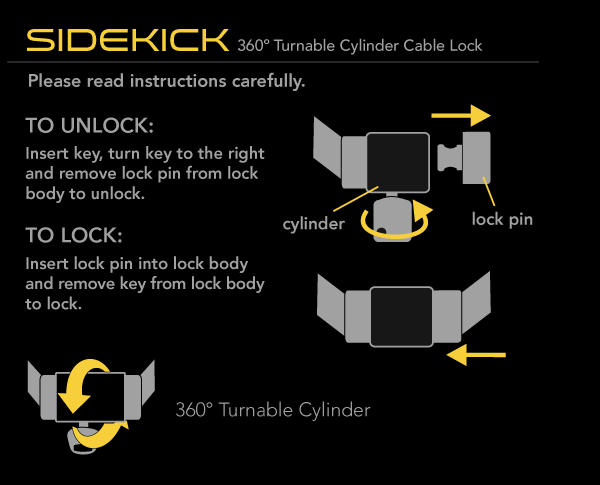 SIDEKICK 360° Turnable Cylinder Cable Lock
Please read instructions carefully.
TO UNLOCK:
Insert key, turn key to the right
and remove lock pin from lock
body to unlock.
cylinder
lock pin
TO LOCK:
Insert lock pin into lock body
and remove key from lock body
to lock.
360° Turnable Cylinder